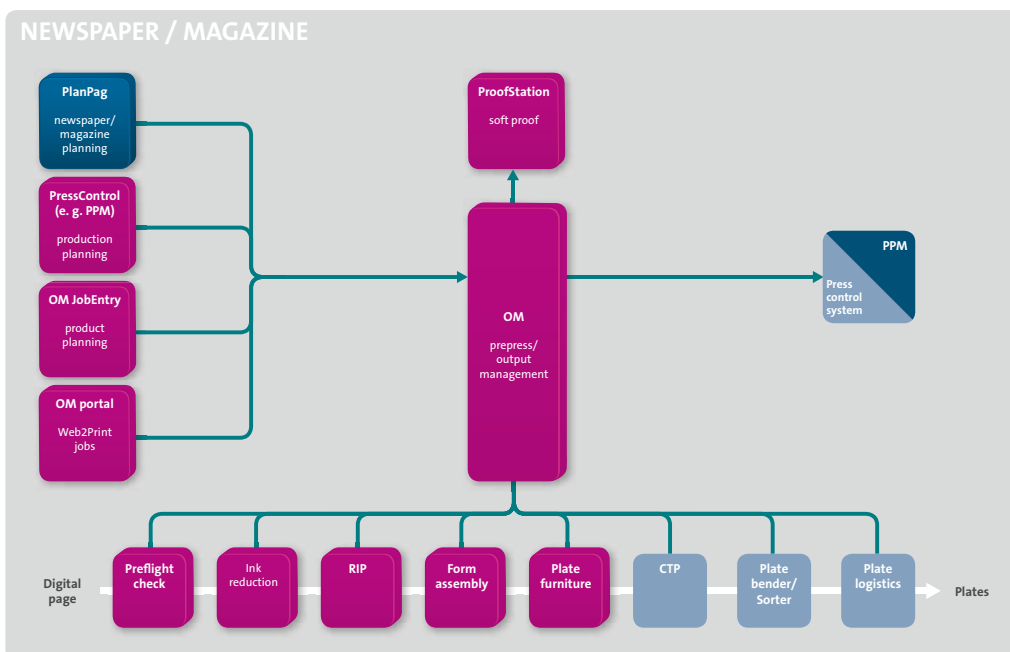 NEWSPAPER / MAGAZINE
PlanPag
newspaper/
magazine
planning
PressControl
(e. g. PPM)
production
planning
OM JobEntry
product
planning
OM portal
Web2Print
jobs
ProofStation
soft proof
OM
prepress/
output
management
PPM
Press
control
system
Digital
page
Preflight
check
Ink
reduction
RIP
Form
assembly
Plate
furniture
CTP
Plate
bender/
Sorter
Plate
logistics
Plates